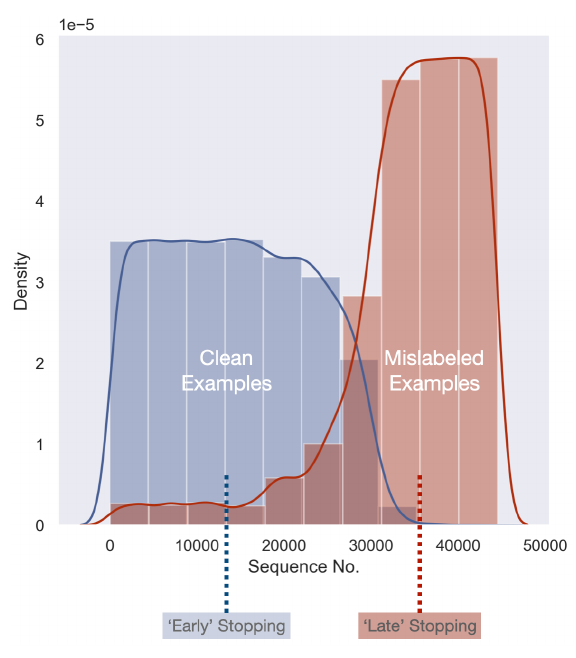 1e−5
6
5
4
3
2
1
0
Density
Clean
Examples
Mislabeled
Examples
0 10000 20000 30000 40000 50000
Sequence No.
‘Early’ Stopping
‘Late’ Stopping